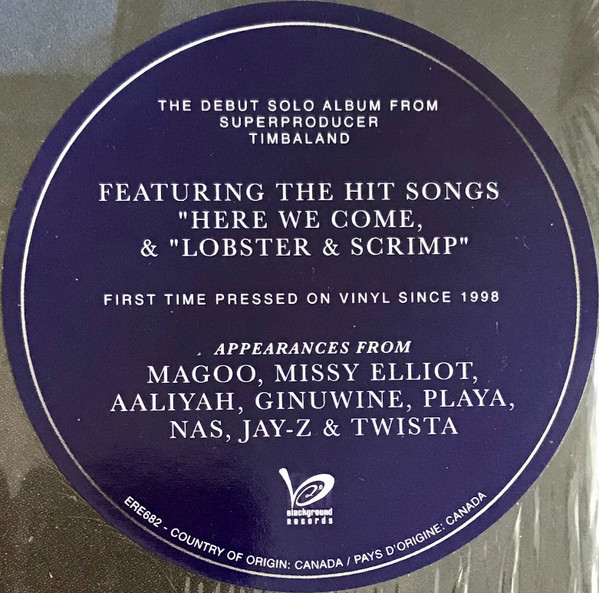 THE DEBUT SOLO ALBUM FROM
SUPERPRODUCER
TIMBALAND
FEATURING THE HIT SONGS
"HERE WE COME,
& "LOBSTER & SCRIMP"
FIRST TIME PRESSED ON VINYL SINCE 1998
APPEARANCES FROM
MAGOO, MISSY ELLIOT,
AALIYAH, GINUWINE, PLAYA,
NAS, JAY-Z & TWISTA
Blackground
Records
ERE682 - COUNTRY OF ORIGIN: CANADA / PAYS D'ORIGINE: CANADA